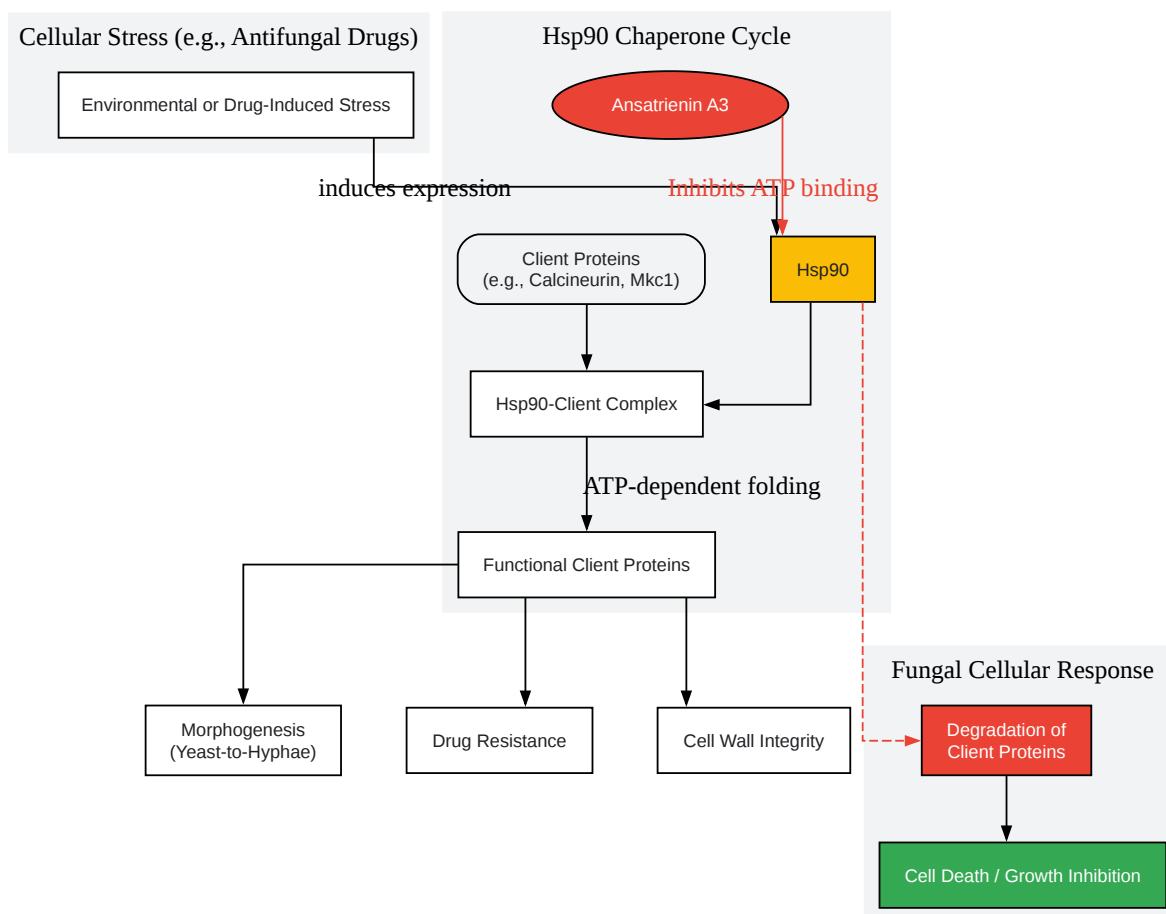 Cellular Stress (e.g., Antifungal Drugs)
Hsp90 Chaperone Cycle
Environmental or Drug-Induced Stress
Ansatrienin A3
induces expression
Inhibits ATP binding
Client Proteins
(e.g., Calcineurin, Mkc1)
Hsp90
Hsp90-Client Complex
ATP-dependent folding
Functional Client Proteins
Fungal Cellular Response
Morphogenesis
(Yeast-to-Hyphae)
Drug Resistance
Cell Wall Integrity
Degradation of
Client Proteins
Cell Death / Growth Inhibition